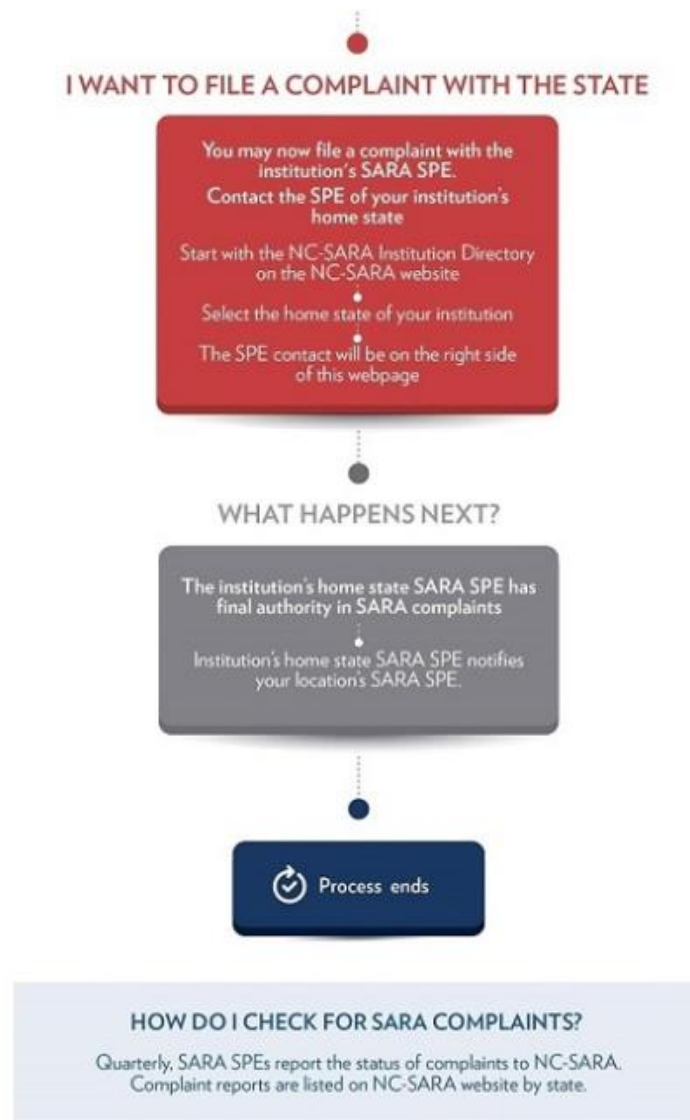 I WANT TO FILE A COMPLAINT WITH THE STATE
You may now file a complaint with the
institution's SARA SPE.
Contact the SPE of your institution's
home state
Start with the NC-SARA Institution Directory
on the NC-SARA website
Select the home state of your institution
The SPE contact will be on the right side
of this webpage
WHAT HAPPENS NEXT?
The institution's home state SARA SPE has
final authority in SARA complaints
Institution's home state SARA SPE notifies
your location's SARA SPE.
Process ends
HOW DO I CHECK FOR SARA COMPLAINTS?
Quarterly, SARA SPEs report the status of complaints to NC-SARA.
Complaint reports are listed on NC-SARA website by state.